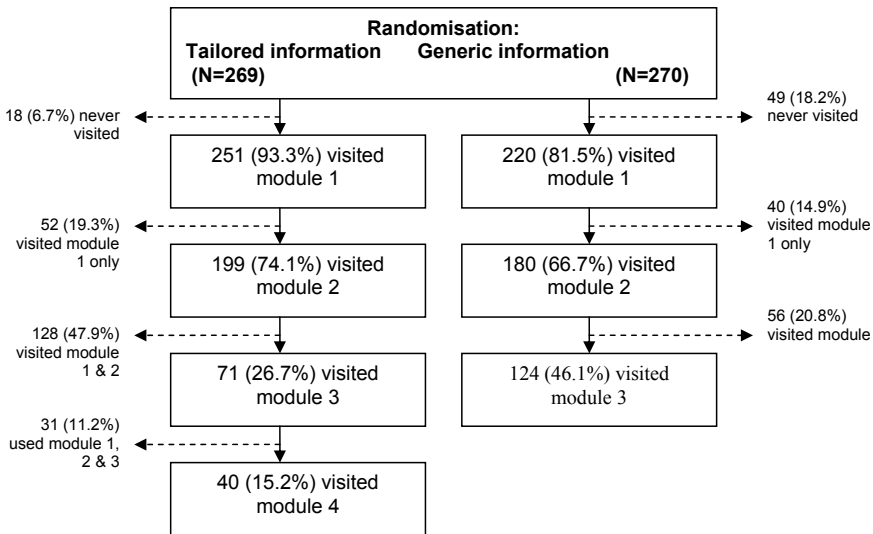 Randomisation:
Tailored information Generic information
(N=269) (N=270)
18 (6.7%) never
visited
49 (18.2%)
never visited
251 (93.3%) visited
module 1
220 (81.5%) visited
module 1
52 (19.3%)
visited module
1 only
40 (14.9%)
visited module
1 only
199 (74.1%) visited
module 2
180 (66.7%) visited
module 2
128 (47.9%)
visited module
1 & 2
56 (20.8%)
visited module
71 (26.7%) visited
module 3
124 (46.1%) visited
module 3
31 (11.2%)
used module 1,
2 & 3
40 (15.2%) visited
module 4